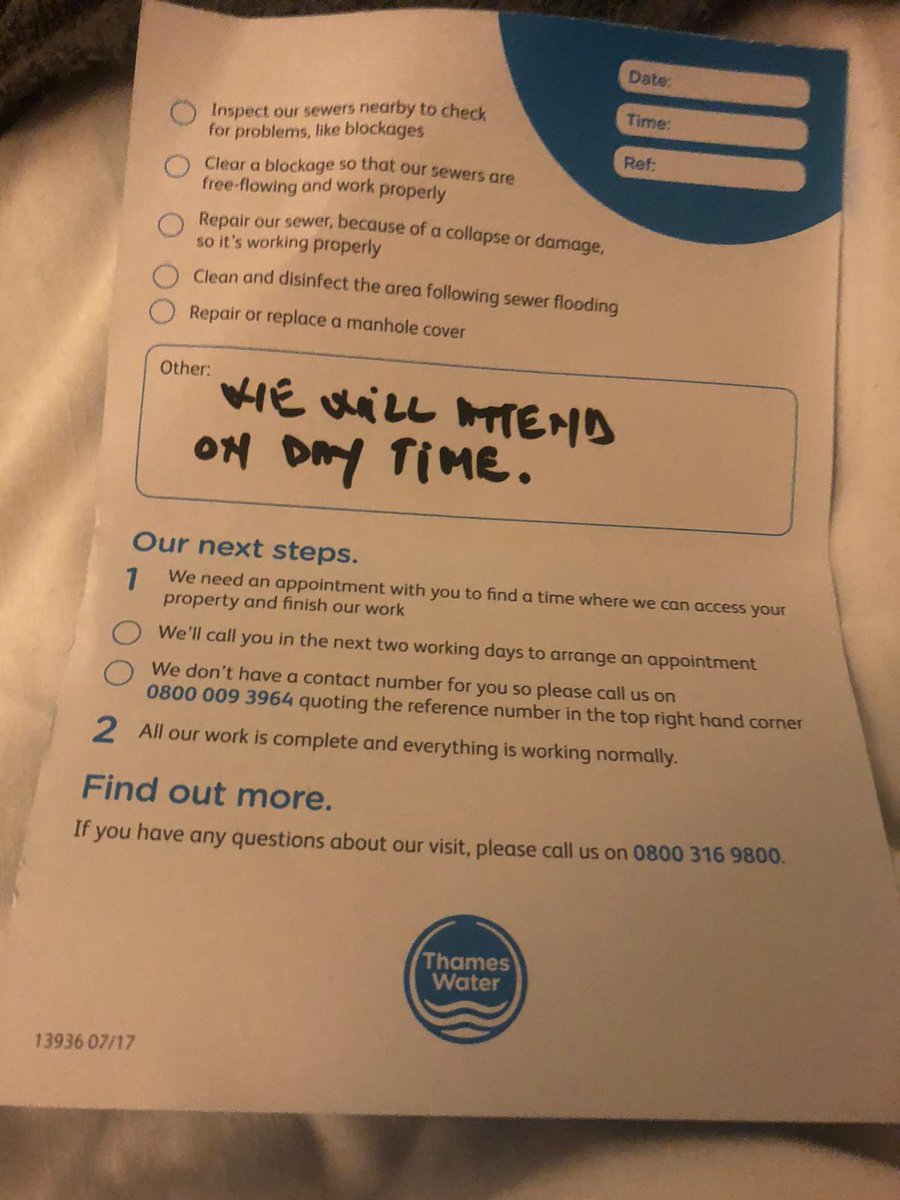 Date:
Time:
Ref:
Inspect our sewers nearby to check
for problems, like blockages
Clear a blockage so that our sewers are
free-flowing and work properly
Repair our sewer, because of a collapse or damage,
so it's working properly
Clean and disinfect the area following sewer flooding
Repair or replace a manhole cover
Other:
WE WILL ATTEND
ON DAY TIME.
Our next steps.
1 We need an appointment with you to find a time where we can access your
property and finish our work
We'll call you in the next two working days to arrange an appointment
We don't have a contact number for you so please call us on
0800 009 3964 quoting the reference number in the top right hand corner
2 All our work is complete and everything is working normally.
Find out more.
If you have any questions about our visit, please call us on 0800 316 9800.
Thames
Water
13936 07/17